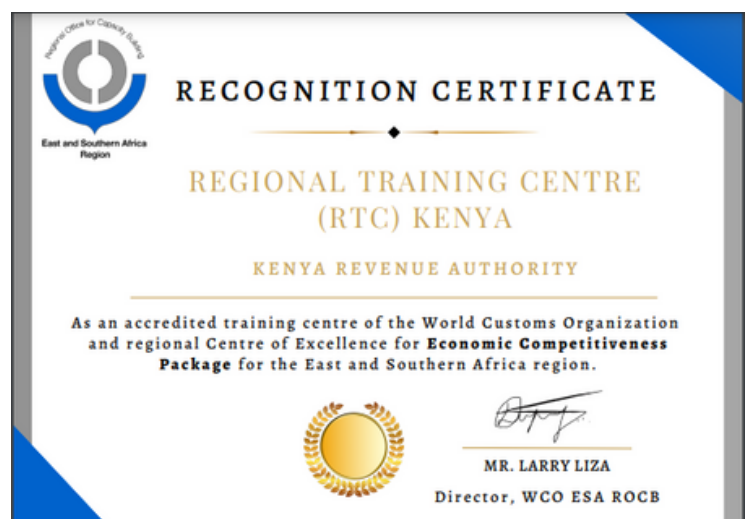 Regional Office for Capacity Building
East and Southern Africa
Region
RECOGNITION CERTIFICATE
REGIONAL TRAINING CENTRE
(RTC) KENYA
KENYA REVENUE AUTHORITY
As an accredited training centre of the World Customs Organization
and regional Centre of Excellence for Economic Competitiveness
Package for the East and Southern Africa region.
MR. LARRY LIZA
Director, WCO ESA ROCB